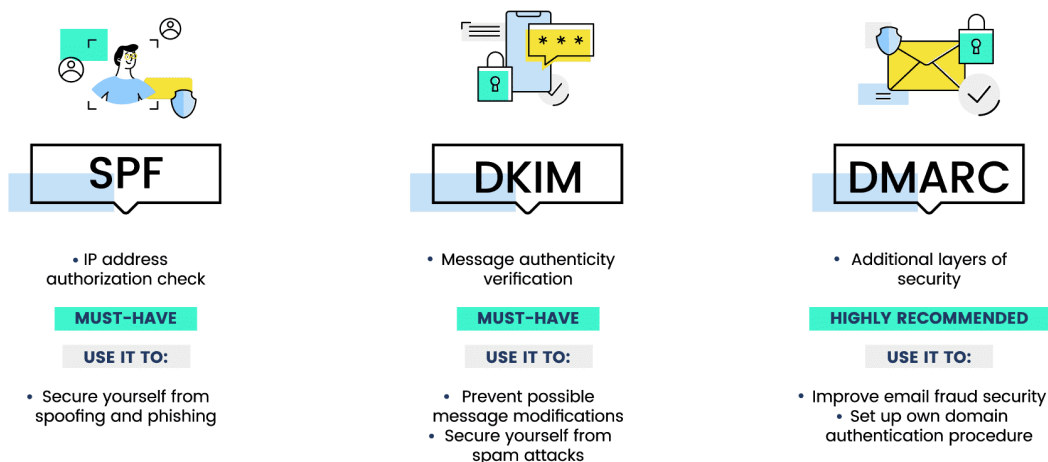 SPF
• IP address
authorization check
MUST-HAVE
USE IT TO:
• Secure yourself from
spoofing and phishing
DKIM
• Message authenticity
verification
MUST-HAVE
USE IT TO:
• Prevent possible
message modifications
• Secure yourself from
spam attacks
DMARC
• Additional layers of
security
HIGHLY RECOMMENDED
USE IT TO:
• Improve email fraud security
• Set up own domain
authentication procedure